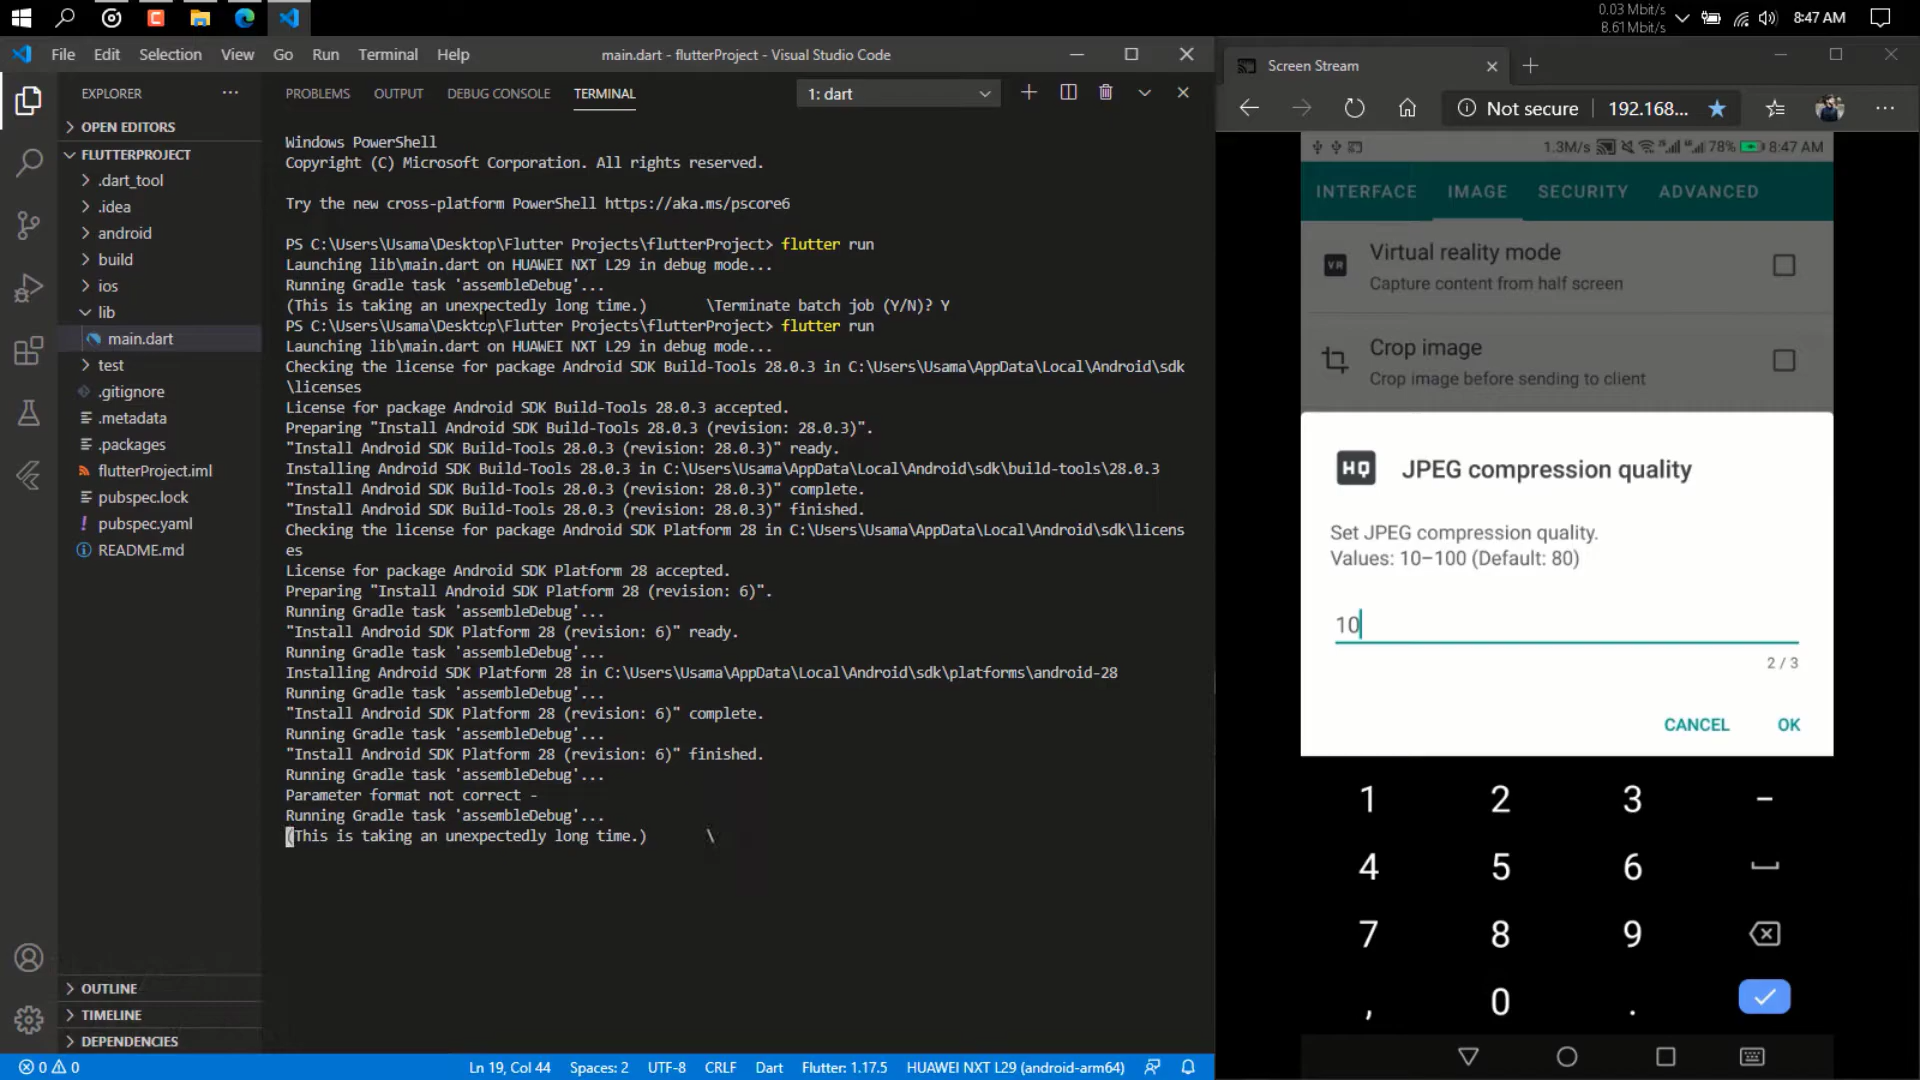 0.03 Mbit/s
8.61 Mbit/s
8:47 AM
File Edit Selection View Go Run Terminal Help
main.dart - flutterProject - Visual Studio Code
EXPLORER
OPEN EDITORS
FLUTTERPROJECT
.dart_tool
.idea
android
build
ios
lib
main.dart
test
.gitignore
.metadata
.packages
flutterProject.iml
pubspec.lock
pubspec.yaml
README.md
OUTLINE
TIMELINE
DEPENDENCIES
PROBLEMS OUTPUT DEBUG CONSOLE TERMINAL
1: dart
Windows PowerShell
Copyright (C) Microsoft Corporation. All rights reserved.
Try the new cross-platform PowerShell https://aka.ms/pscore6
PS C:\Users\Usama\Desktop\Flutter Projects\flutterProject> flutter run
Launching lib\main.dart on HUAWEI NXT L29 in debug mode...
Running Gradle task 'assembleDebug'...
(This is taking an unexpectedly long time.) \Terminate batch job (Y/N)? Y
PS C:\Users\Usama\Desktop\Flutter Projects\flutterProject> flutter run
Launching lib\main.dart on HUAWEI NXT L29 in debug mode...
Checking the license for package Android SDK Build-Tools 28.0.3 in C:\Users\Usama\AppData\Local\Android\sdk
\licenses
License for package Android SDK Build-Tools 28.0.3 accepted.
Preparing "Install Android SDK Build-Tools 28.0.3 (revision: 28.0.3)".
"Install Android SDK Build-Tools 28.0.3 (revision: 28.0.3)" ready.
Installing Android SDK Build-Tools 28.0.3 in C:\Users\Usama\AppData\Local\Android\sdk\build-tools\28.0.3
"Install Android SDK Build-Tools 28.0.3 (revision: 28.0.3)" complete.
"Install Android SDK Build-Tools 28.0.3 (revision: 28.0.3)" finished.
Checking the license for package Android SDK Platform 28 in C:\Users\Usama\AppData\Local\Android\sdk\licens
es
License for package Android SDK Platform 28 accepted.
Preparing "Install Android SDK Platform 28 (revision: 6)".
Running Gradle task 'assembleDebug'...
"Install Android SDK Platform 28 (revision: 6)" ready.
Running Gradle task 'assembleDebug'...
Installing Android SDK Platform 28 in C:\Users\Usama\AppData\Local\Android\sdk\platforms\android-28
Running Gradle task 'assembleDebug'...
"Install Android SDK Platform 28 (revision: 6)" complete.
Running Gradle task 'assembleDebug'...
"Install Android SDK Platform 28 (revision: 6)" finished.
Running Gradle task 'assembleDebug'...
Parameter format not correct -
Running Gradle task 'assembleDebug'...
(This is taking an unexpectedly long time.) \
0 0
Ln 19, Col 44 Spaces: 2 UTF-8 CRLF Dart Flutter: 1.17.5 HUAWEI NXT L29 (android-arm64)
Screen Stream
Not secure 192.168...
1.3M/s 78% 8:47 AM
INTERFACE IMAGE SECURITY ADVANCED
VR
Virtual reality mode
Capture content from half screen
Crop image
Crop image before sending to client
HQ
JPEG compression quality
Set JPEG compression quality.
Values: 10–100 (Default: 80)
10
2 / 3
CANCEL OK
1 2 3 -
4 5 6
7 8 9
, 0 .